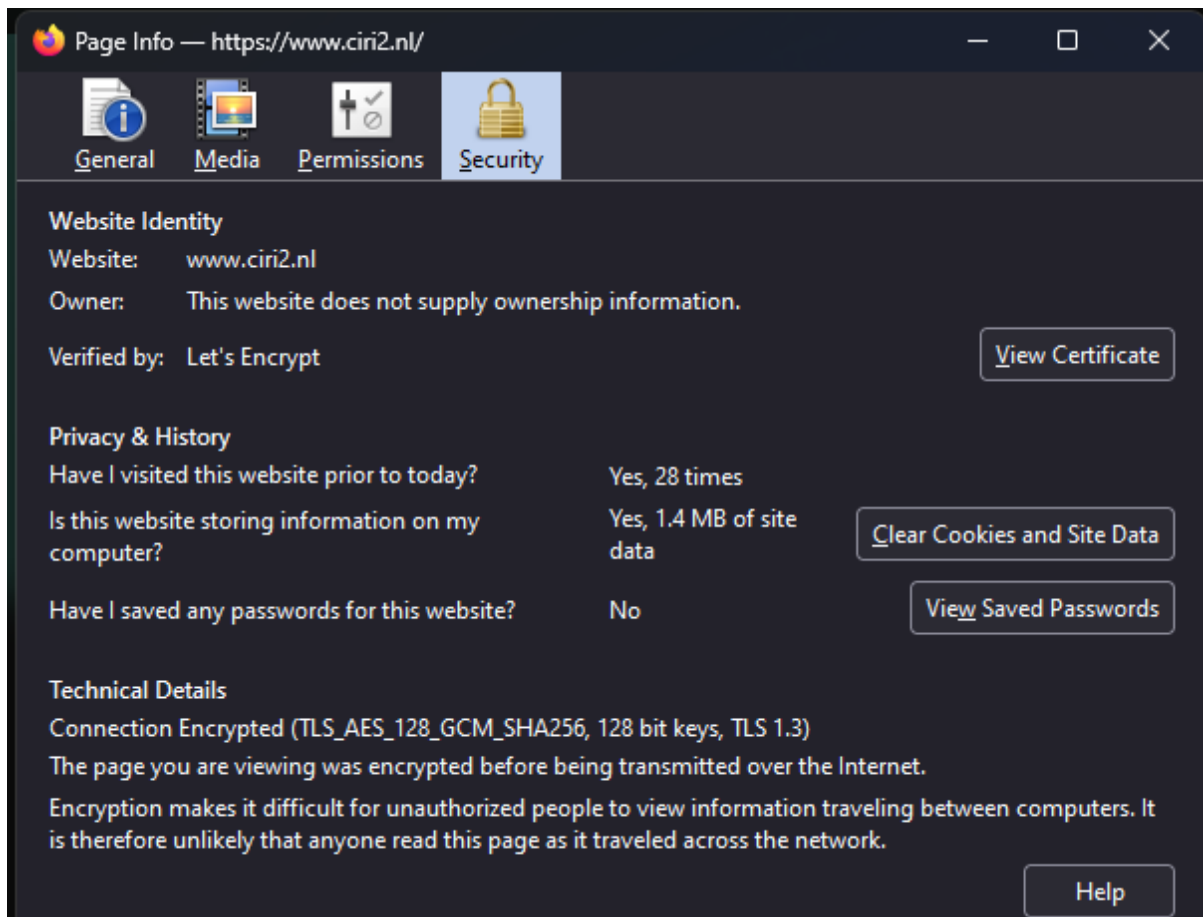 Page Info — https://www.ciri2.nl/
General Media Permissions Security
Website Identity
Website: www.ciri2.nl
Owner: This website does not supply ownership information.
Verified by: Let's Encrypt View Certificate
Privacy & History
Have I visited this website prior to today? Yes, 28 times
Is this website storing information on my computer? Yes, 1.4 MB of site data Clear Cookies and Site Data
Have I saved any passwords for this website? No View Saved Passwords
Technical Details
Connection Encrypted (TLS_AES_128_GCM_SHA256, 128 bit keys, TLS 1.3)
The page you are viewing was encrypted before being transmitted over the Internet.
Encryption makes it difficult for unauthorized people to view information traveling between computers. It
is therefore unlikely that anyone read this page as it traveled across the network.
Help